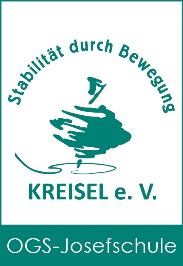 Stabilität durch Bewegung
KREISEL e. V.
OGS-Josefschule